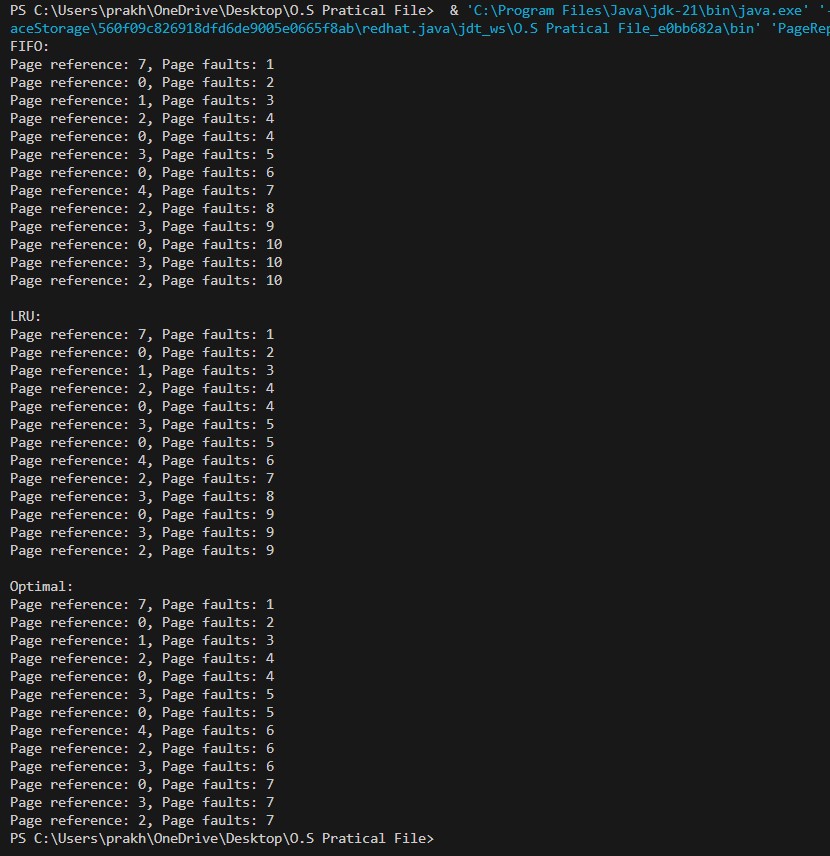 PS C:\Users\prakh\OneDrive\Desktop\O.S Pratical File>  & 'C:\Program Files\Java\jdk-21\bin\java.exe' '-
aceStorage\560f09c826918dfd6de9005e0665f8ab\redhat.java\jdt_ws\O.S Pratical File_e0bb682a\bin' 'PageRep
FIFO:
Page reference: 7, Page faults: 1
Page reference: 0, Page faults: 2
Page reference: 1, Page faults: 3
Page reference: 2, Page faults: 4
Page reference: 0, Page faults: 4
Page reference: 3, Page faults: 5
Page reference: 0, Page faults: 6
Page reference: 4, Page faults: 7
Page reference: 2, Page faults: 8
Page reference: 3, Page faults: 9
Page reference: 0, Page faults: 10
Page reference: 3, Page faults: 10
Page reference: 2, Page faults: 10

LRU:
Page reference: 7, Page faults: 1
Page reference: 0, Page faults: 2
Page reference: 1, Page faults: 3
Page reference: 2, Page faults: 4
Page reference: 0, Page faults: 4
Page reference: 3, Page faults: 5
Page reference: 0, Page faults: 5
Page reference: 4, Page faults: 6
Page reference: 2, Page faults: 7
Page reference: 3, Page faults: 8
Page reference: 0, Page faults: 9
Page reference: 3, Page faults: 9
Page reference: 2, Page faults: 9

Optimal:
Page reference: 7, Page faults: 1
Page reference: 0, Page faults: 2
Page reference: 1, Page faults: 3
Page reference: 2, Page faults: 4
Page reference: 0, Page faults: 4
Page reference: 3, Page faults: 5
Page reference: 0, Page faults: 5
Page reference: 4, Page faults: 6
Page reference: 2, Page faults: 6
Page reference: 3, Page faults: 6
Page reference: 0, Page faults: 7
Page reference: 3, Page faults: 7
Page reference: 2, Page faults: 7
PS C:\Users\prakh\OneDrive\Desktop\O.S Pratical File>